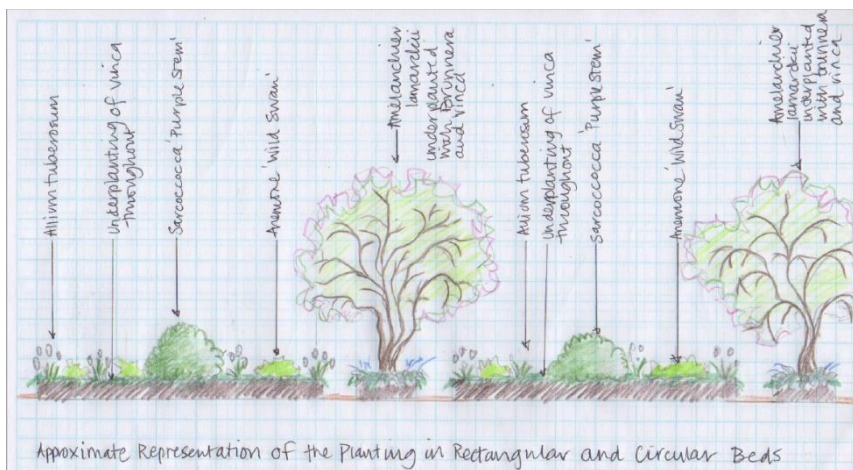 Allium tuberosum
Underplanting of vinca
throughout
Sarcoccocca 'Purple Stem'
Anemone 'Wild Swan'
Amelanchier
lamarckii
underplanted
with Brunnera
and vinca
Allium tuberosum
Underplanting of vinca
throughout
Sarcoccocca 'Purple Stem'
Anemone 'Wild Swan'
Amelanchier
lamarckii
underplanted
with brunnera
and vinca
Approximate Representation of the Planting in Rectangular and Circular Beds